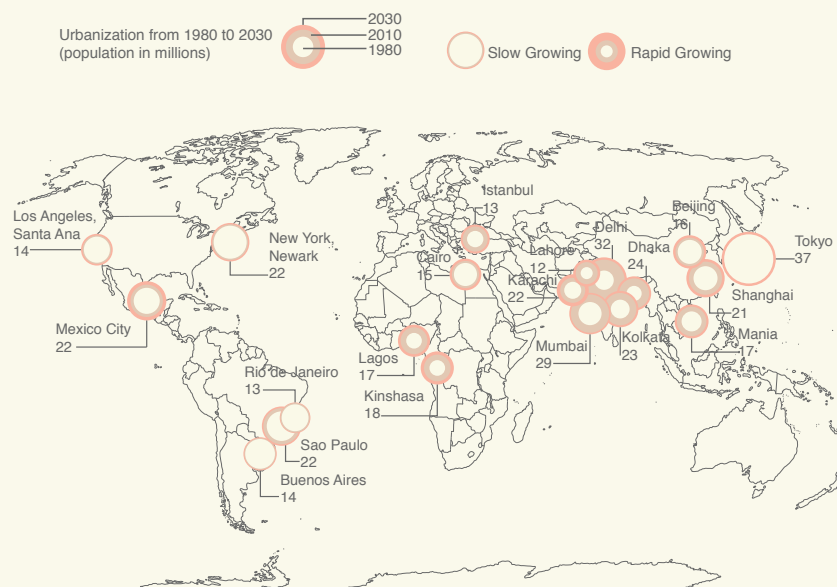 Urbanization from 1980 to 2030
(population in millions)
2030
2010
1980
Slow Growing
Rapid Growing
Los Angeles,
Santa Ana
14
New York,
Newark
22
Mexico City
22
Rio de Janeiro
13
Sao Paulo
22
Buenos Aires
14
Istanbul
13
Cairo
15
Lagos
17
Kinshasa
18
Lahore
12
Karachi
22
Delhi
32
Dhaka
24
Mumbai
29
Kolkata
23
Beijing
16
Tokyo
37
Shanghai
21
Mania
17